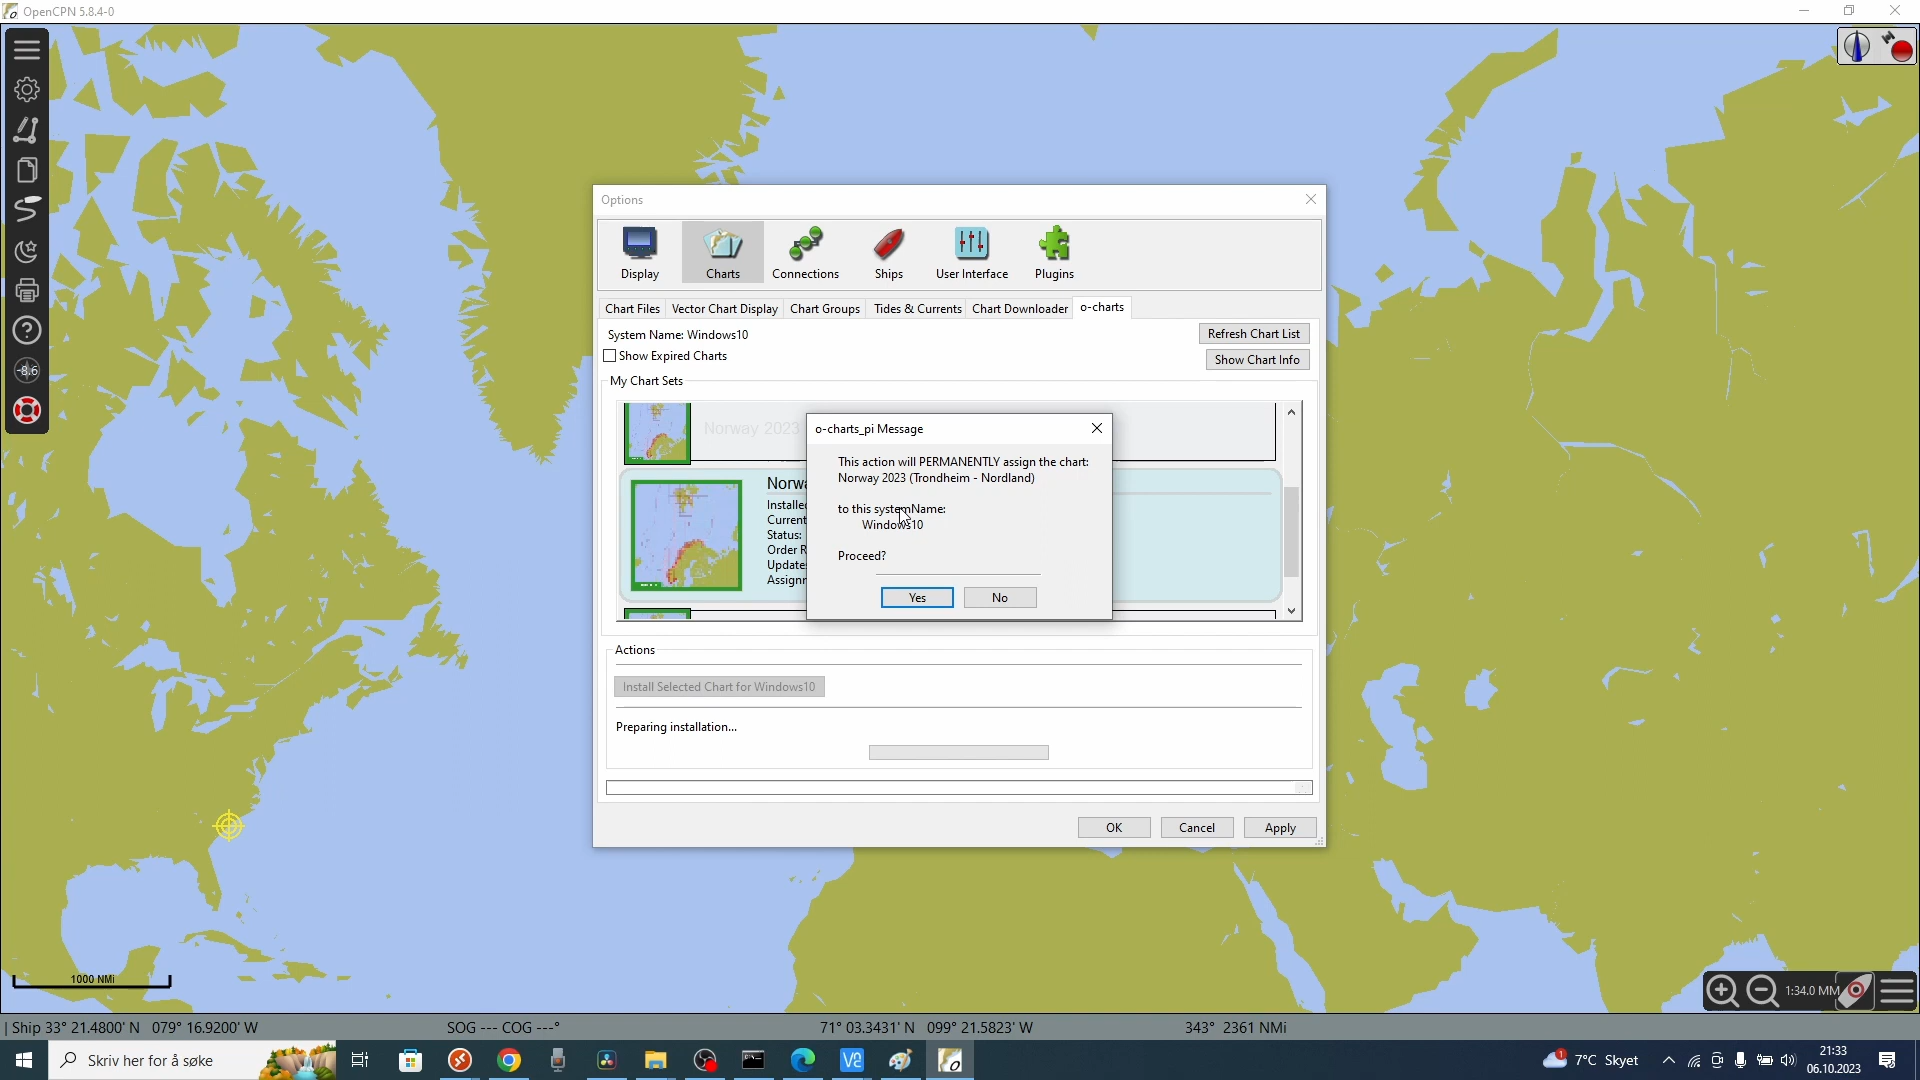 OpenCPN 5.8.4-0
Options
Display
Charts
Connections
Ships
User Interface
Plugins
Chart Files
Vector Chart Display
Chart Groups
Tides & Currents
Chart Downloader
o-charts
System Name: Windows10
Refresh Chart List
Show Expired Charts
Show Chart Info
My Chart Sets
Norway 2023
o-charts_pi Message
This action will PERMANENTLY assign the chart:
Norway 2023 (Trondheim - Nordland)
to this systemName:
Windows10
Proceed?
Yes
No
Status:
Order R
Actions
Install Selected Chart for Windows10
Preparing installation...
OK
Cancel
Apply
-8.6
1000 NMi
1:34.0 MM
Ship 33° 21.4800' N 079° 16.9200' W
SOG --- COG ---°
71° 03.3431' N 099° 21.5823' W
343° 2361 NMi
Skriv her for å søke
1
7°C Skyet
21:33
06.10.2023